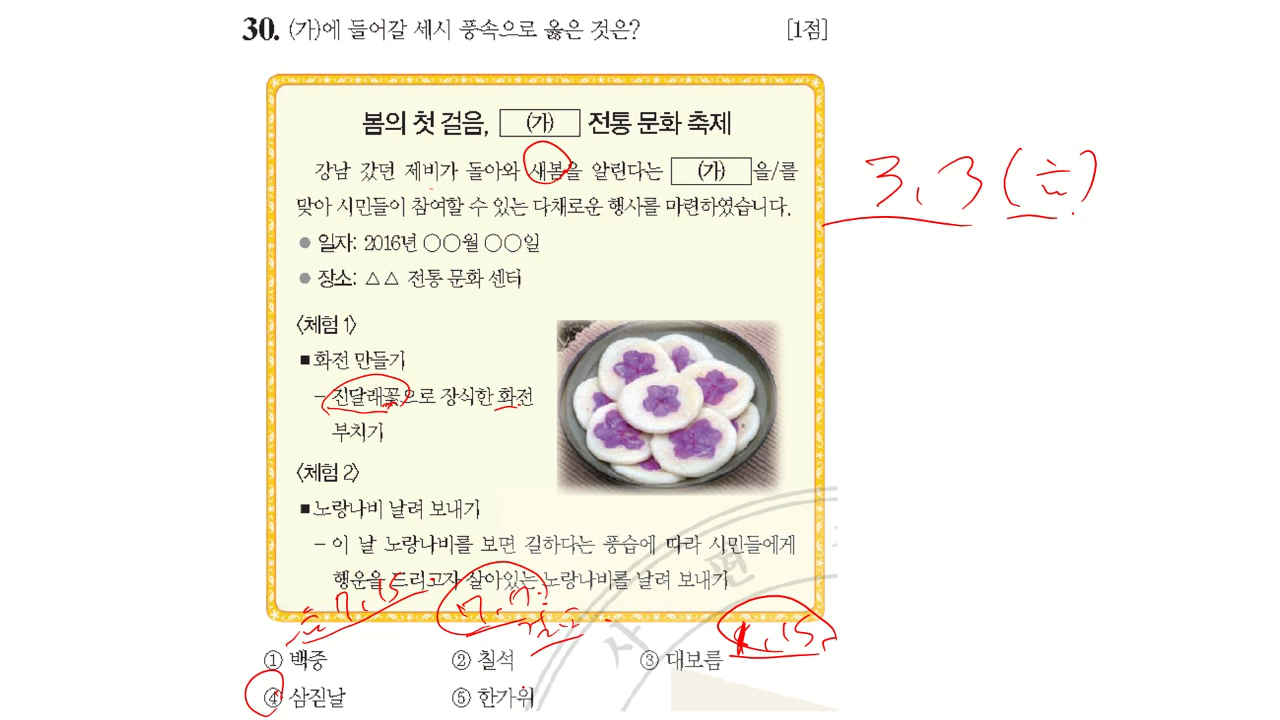 30. (가)에 들어갈 세시 풍속으로 옳은 것은? [1점]
봄의 첫 걸음, (가) 전통 문화 축제
강남 갔던 제비가 돌아와 새봄을 알린다는 (가) 을/를
맞아 시민들이 참여할 수 있는 다채로운 행사를 마련하였습니다.
3, 3 (음)
● 일자: 2016년 ○○월 ○○일
● 장소: △△ 전통 문화 센터
〈체험 1〉
■ 화전 만들기
- 진달래꽃으로 장식한 화전
부치기
〈체험 2〉
■ 노랑나비 날려 보내기
- 이 날 노랑나비를 보면 길하다는 풍습에 따라 시민들에게
행운을 드리고자 살아있는 노랑나비를 날려 보내기
음 7, 15
1, 15
① 백중 ② 칠석 ③ 대보름
④ 삼짇날 ⑤ 한가위